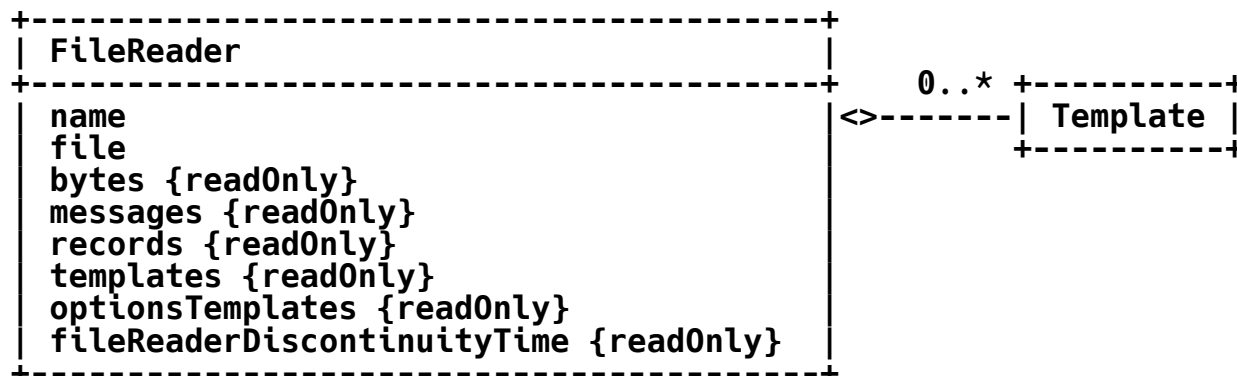 +-----------------------------------------+
| FileReader                              |
+-----------------------------------------+    0..* +----------+
| name                                    |<>-------| Template |
| file                                    |         +----------+
| bytes {readOnly}                        |
| messages {readOnly}                     |
| records {readOnly}                      |
| templates {readOnly}                    |
| optionsTemplates {readOnly}             |
| fileReaderDiscontinuityTime {readOnly}  |
+-----------------------------------------+